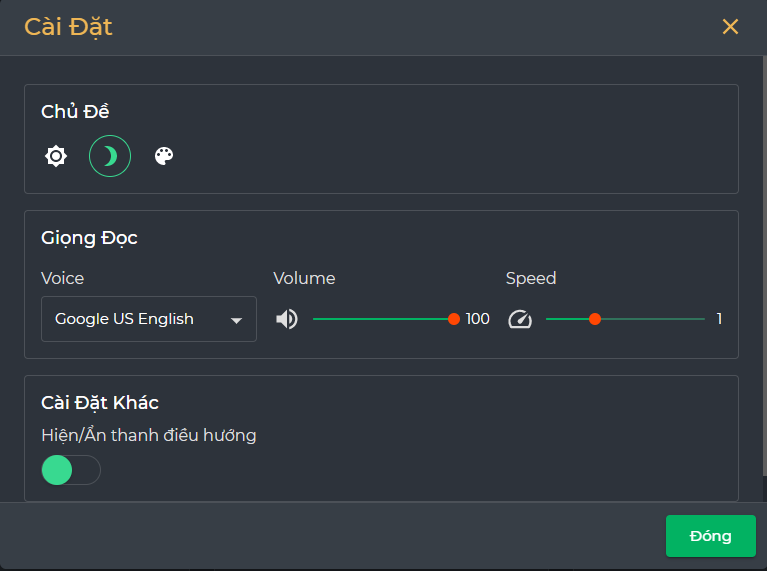 Cài Đặt
Chủ Đề
Giọng Đọc
Voice Volume Speed
Google US English 100 1
Cài Đặt Khác
Hiện/Ẩn thanh điều hướng
Đóng